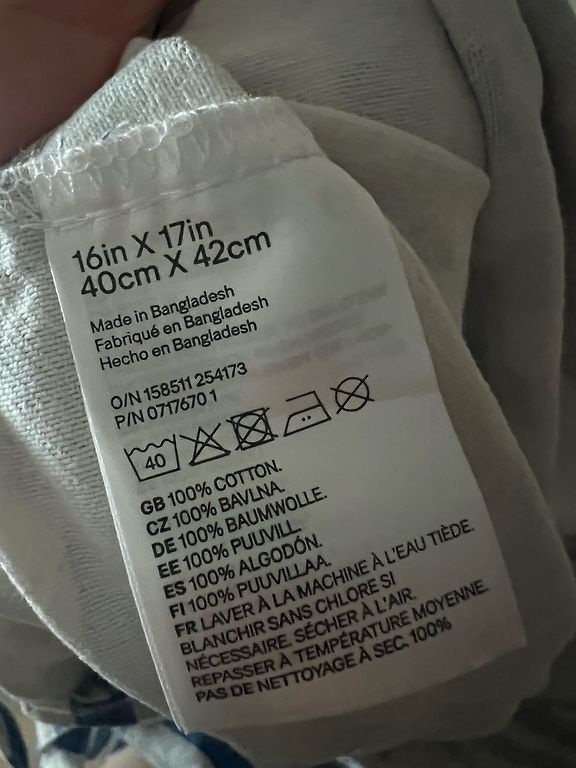 16in X 17in
40cm X 42cm
Made in Bangladesh
Fabriqué en Bangladesh
Hecho en Bangladesh
O/N 158511 254173
P/N 0717670 1
40
GB 100% COTTON.
CZ 100% BAVLNA.
DE 100% BAUMWOLLE.
EE 100% PUUVILL.
ES 100% ALGODÓN.
FI 100% PUUVILLAA.
FR LAVER À LA MACHINE À L'EAU TIÈDE.
BLANCHIR SANS CHLORE SI
NÉCESSAIRE. SÉCHER À L'AIR.
REPASSER À TEMPÉRATURE MOYENNE.
PAS DE NETTOYAGE À SEC. 100%